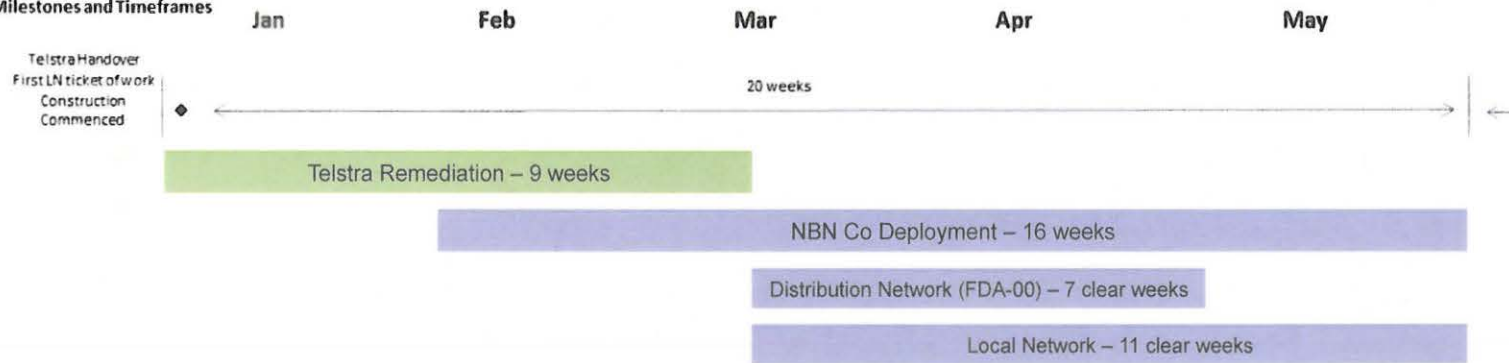 Milestones and Timeframes
Jan Feb Mar Apr May
Telstra Handover
First LN ticket of work
Construction
Commenced
20 weeks
Telstra Remediation – 9 weeks
NBN Co Deployment – 16 weeks
Distribution Network (FDA-00) – 7 clear weeks
Local Network – 11 clear weeks